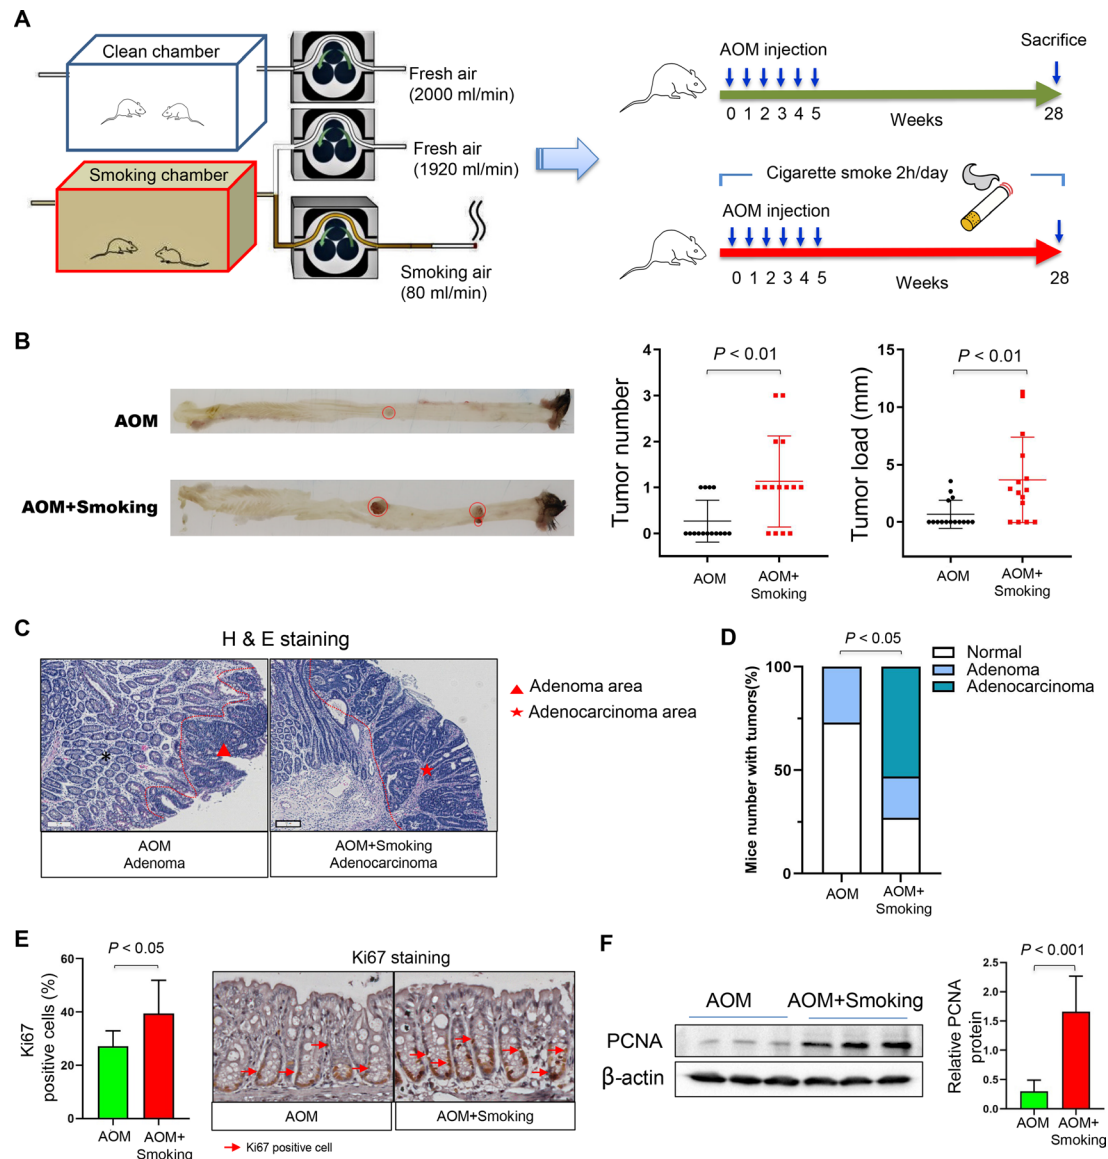 A
Clean chamber
Fresh air
(2000 ml/min)
Fresh air
(1920 ml/min)
Smoking chamber
Smoking air
(80 ml/min)
AOM injection
Sacrifice
0 1 2 3 4 5
Weeks
28
Cigarette smoke 2h/day
AOM injection
0 1 2 3 4 5
Weeks
28
B
AOM
AOM+Smoking
Tumor number
4
3
2
1
0
P < 0.01
AOM
AOM+
Smoking
Tumor load (mm)
15
10
5
0
P < 0.01
AOM
AOM+
Smoking
C
H & E staining
*
AOM
Adenoma
AOM+Smoking
Adenocarcinoma
Adenoma area
Adenocarcinoma area
D
P < 0.05
Normal
Adenoma
Adenocarcinoma
Mice number with tumors(%)
100
50
0
AOM
AOM+
Smoking
E
P < 0.05
Ki67
positive cells (%)
60
40
20
0
AOM
AOM+
Smoking
Ki67 staining
AOM
AOM+Smoking
Ki67 positive cell
F
AOM
AOM+Smoking
PCNA
β-actin
P < 0.001
Relative PCNA
protein
2.5
2.0
1.5
1.0
0.5
0.0
AOM
AOM+
Smoking